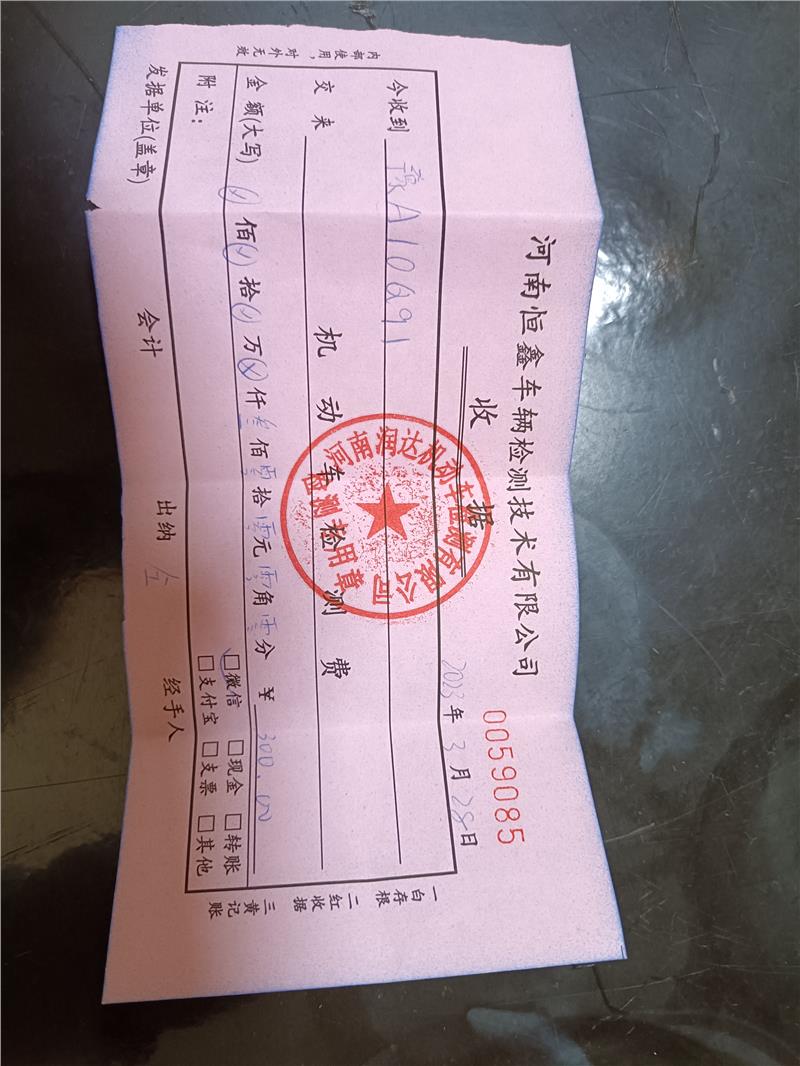 河南恒鑫车辆检测技术有限公司
收据
0059085
2023年3月28日
今收到 豫A10Q91
交来 机动车检测费
金额(大写) 佰 拾 万 仟 叁佰零拾零元零角零分 ¥ 300.00
附注：
□微信 □现金 □转账
□支付宝 □支票 □其他
发据单位(盖章) 会计 出纳 经手人
内部使用，对外无效
一白存根 二红收据 三黄记账
河南润达机动车检测有限公司
检测专用章